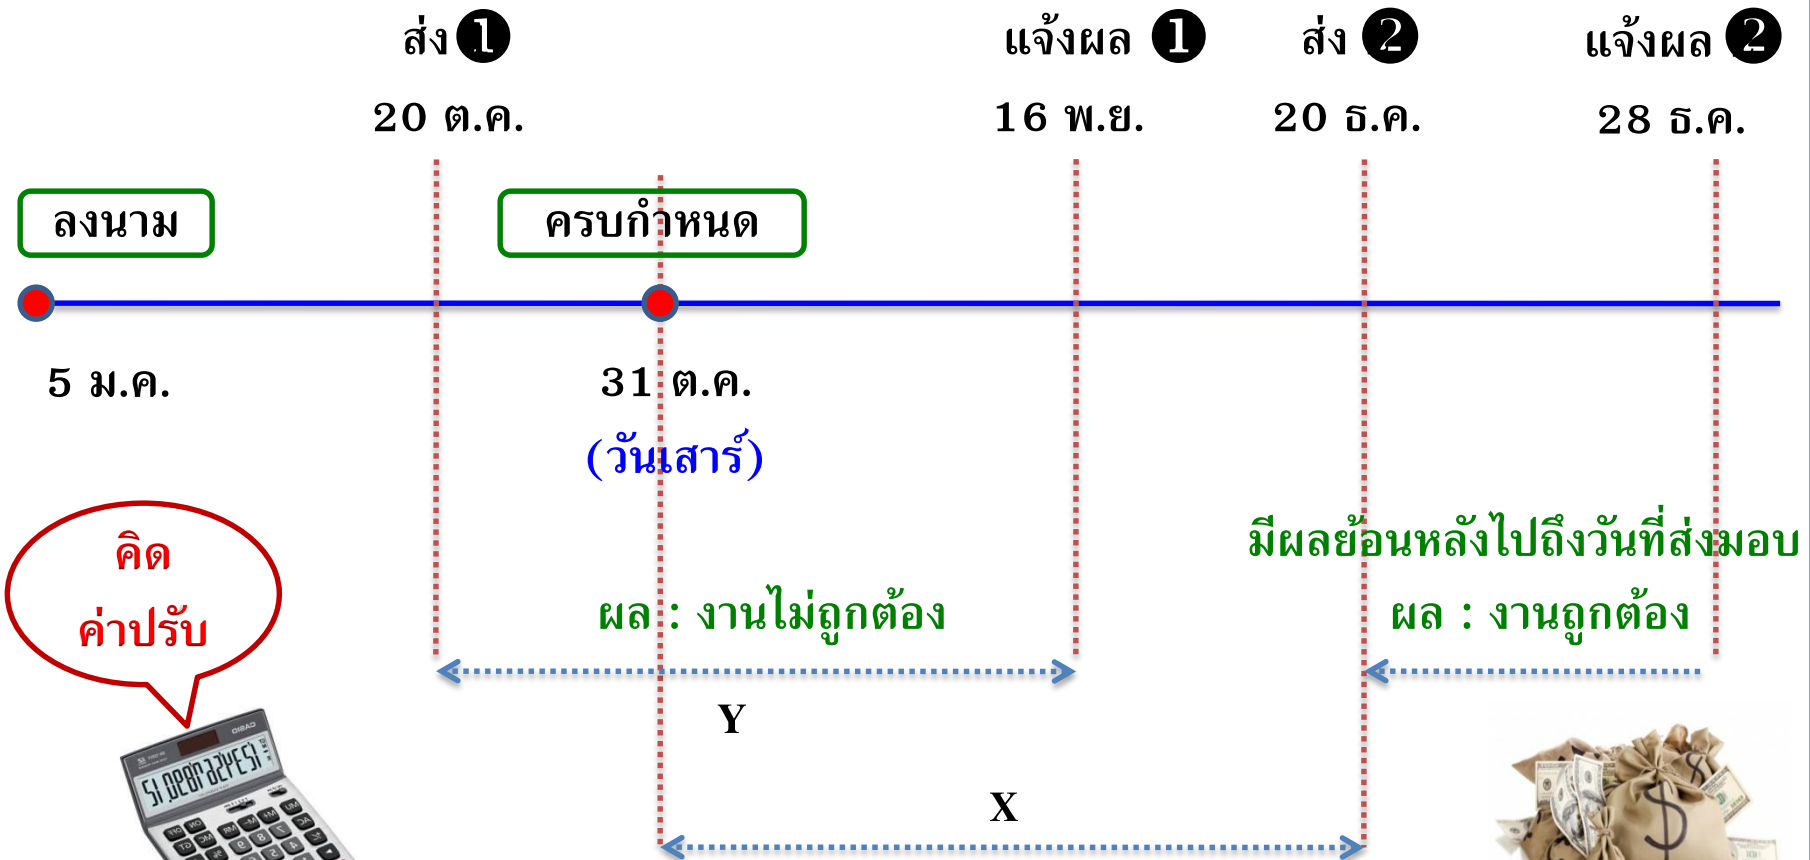 ส่ง ❶
แจ้งผล ❶
ส่ง ❷
แจ้งผล ❷
20 ต.ค.
16 พ.ย.
20 ธ.ค.
28 ธ.ค.
ลงนาม
ครบกำหนด
5 ม.ค.
31 ต.ค.
(วันเสาร์)
คิด
ค่าปรับ
มีผลย้อนหลังไปถึงวันที่ส่งมอบ
ผล : งานไม่ถูกต้อง
ผล : งานถูกต้อง
Y
X